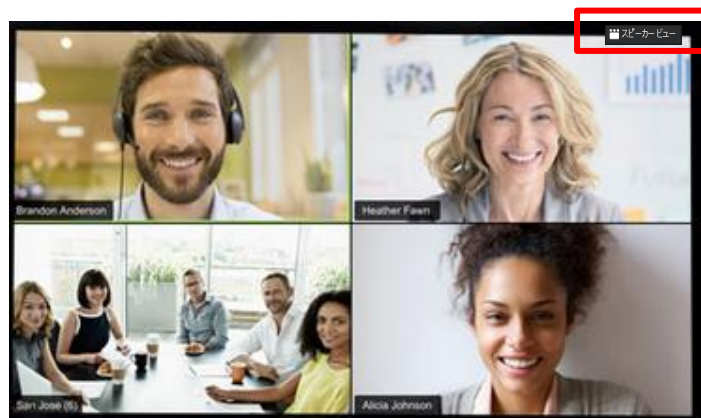 スピーカービュー
Brandon Anderson
Heather Fawn
San Jose (6)
Alicia Johnson